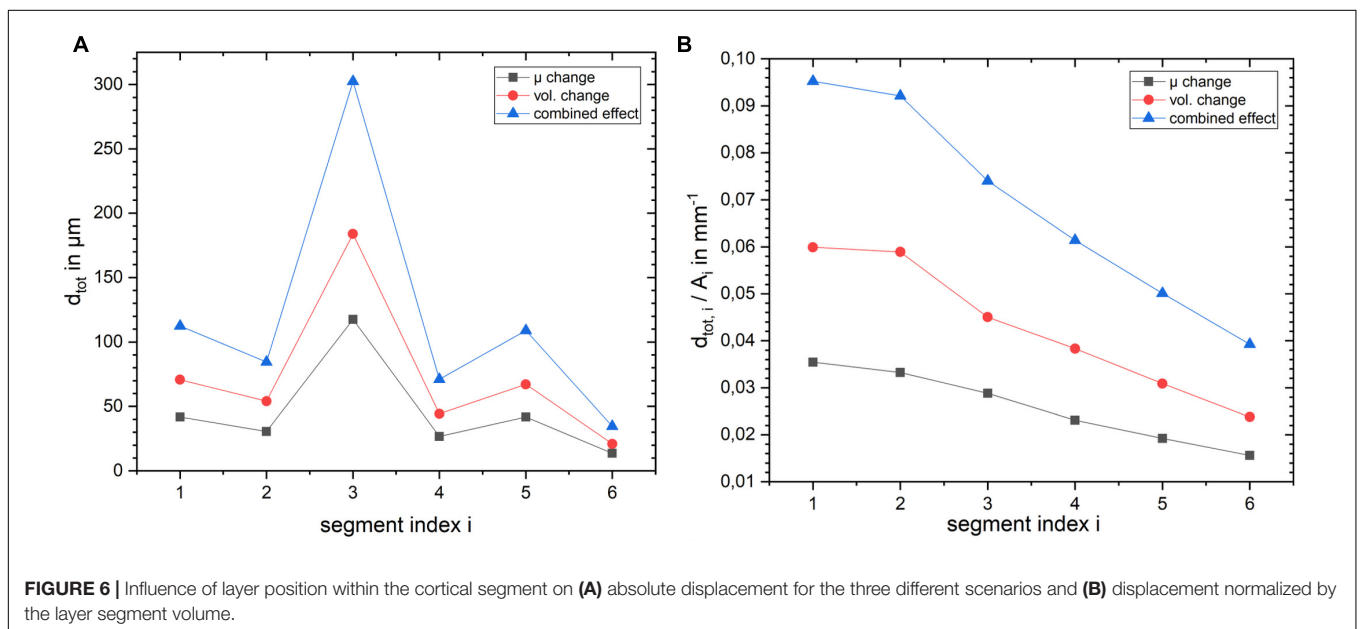 A
300
250
200
150
100
50
0
d_tot in µm
1 2 3 4 5 6
segment index i
µ change
vol. change
combined effect
B
0,10
0,09
0,08
0,07
0,06
0,05
0,04
0,03
0,02
0,01
d_tot, i / A_i in mm⁻¹
1 2 3 4 5 6
segment index i
µ change
vol. change
combined effect
FIGURE 6 | Influence of layer position within the cortical segment on (A) absolute displacement for the three different scenarios and (B) displacement normalized by
the layer segment volume.